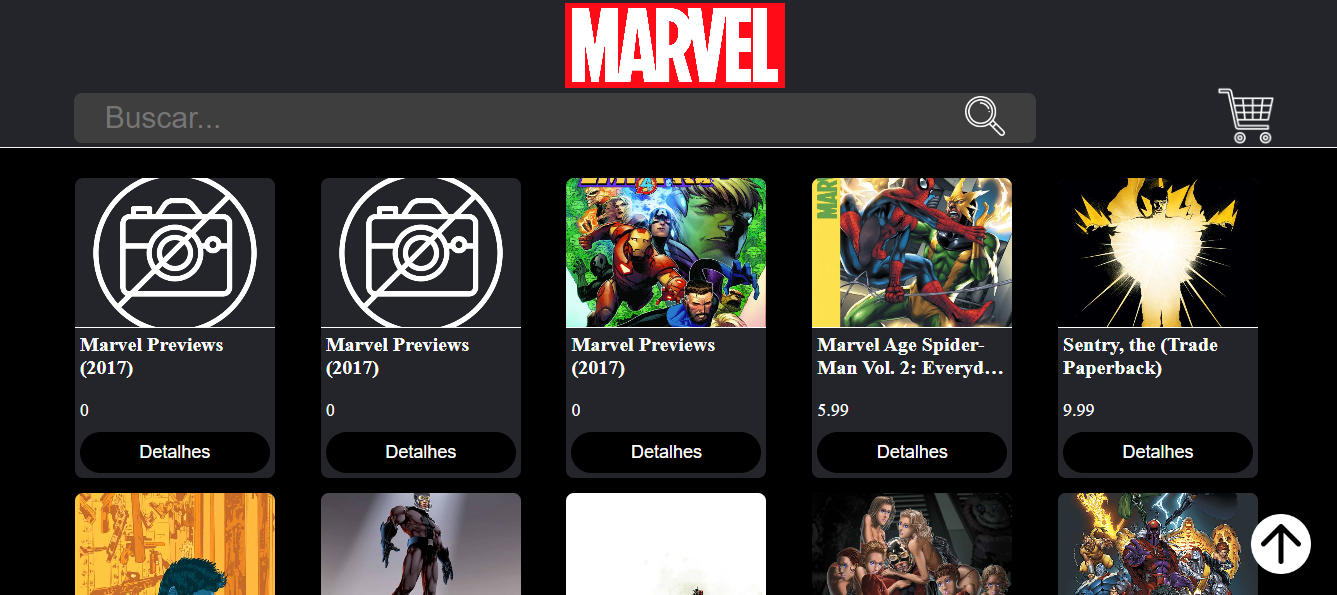 MARVEL
Buscar...
MAR
Marvel Previews
(2017)
0
Detalhes
Marvel Previews
(2017)
0
Detalhes
Marvel Previews
(2017)
0
Detalhes
Marvel Age Spider-
Man Vol. 2: Everyd…
5.99
Detalhes
Sentry, the (Trade
Paperback)
9.99
Detalhes